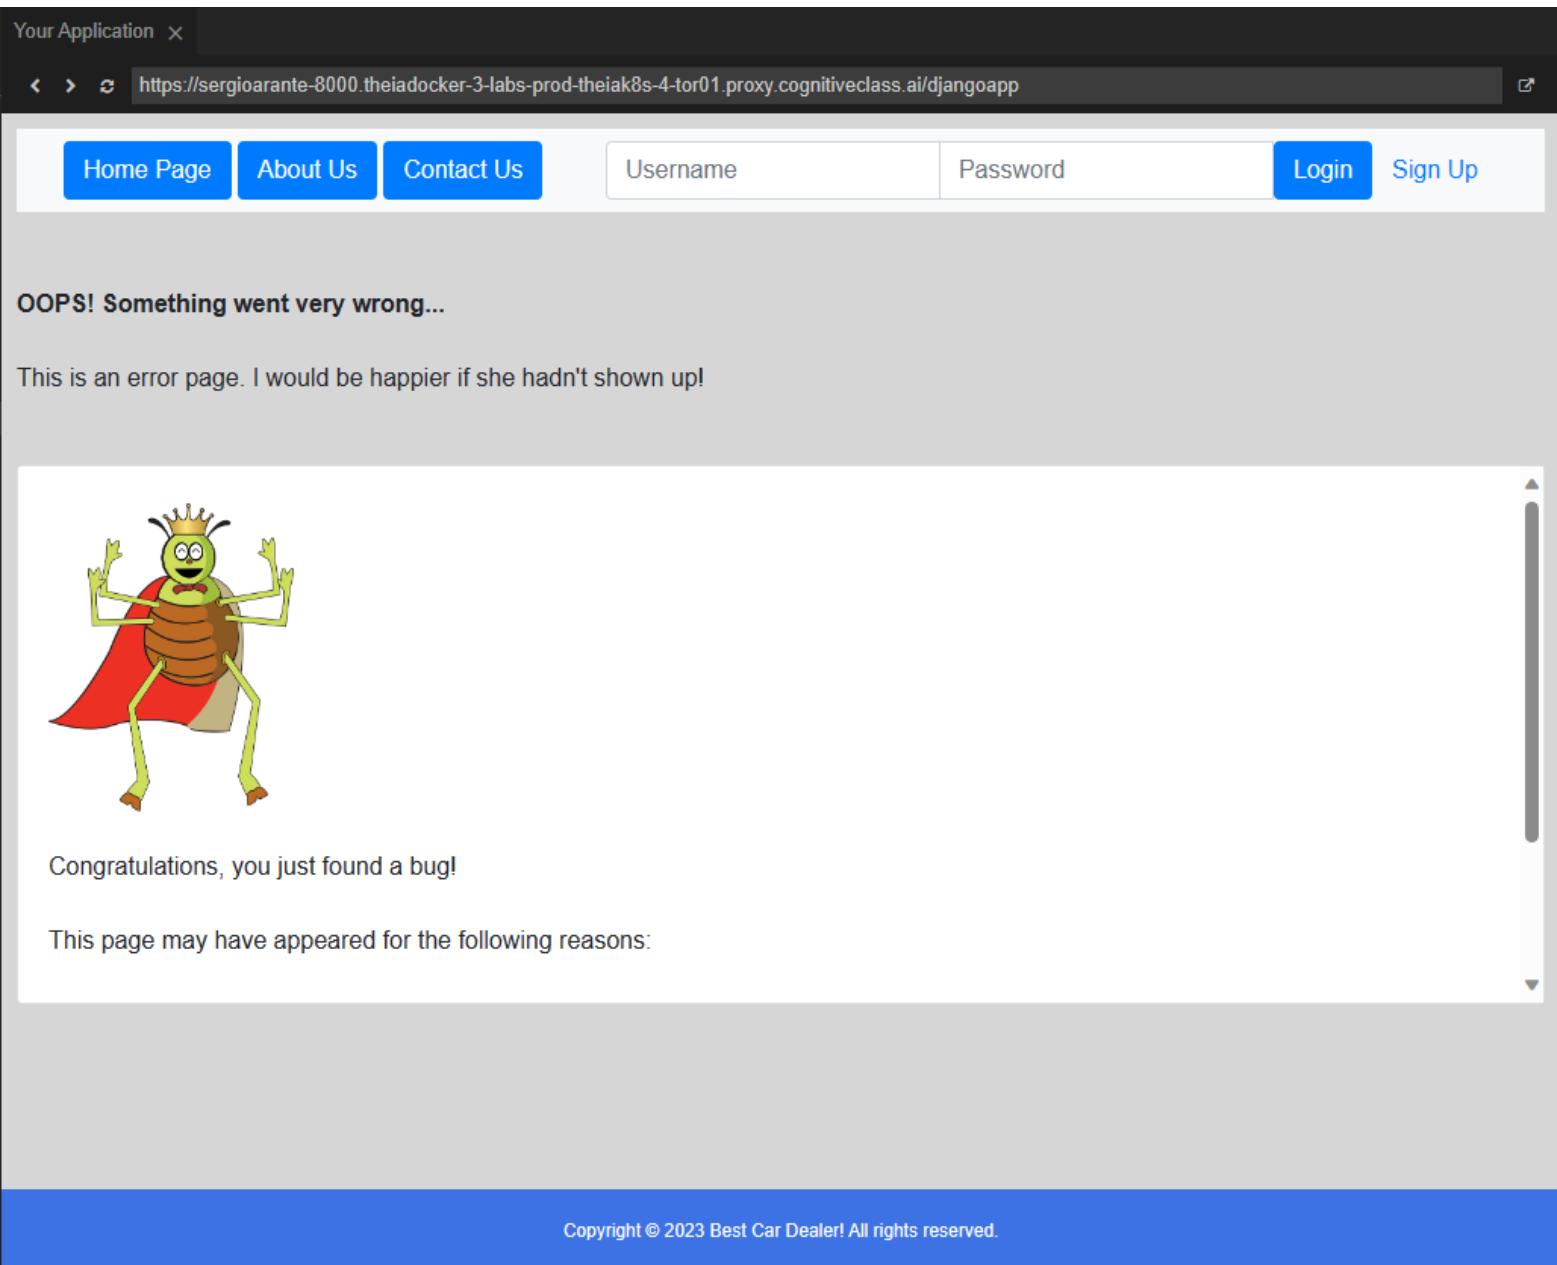 Your Application
https://sergioarante-8000.theiadocker-3-labs-prod-theiak8s-4-tor01.proxy.cognitiveclass.ai/djangoapp
Home Page About Us Contact Us Username Password Login Sign Up
OOPS! Something went very wrong...
This is an error page. I would be happier if she hadn't shown up!
Congratulations, you just found a bug!
This page may have appeared for the following reasons:
Copyright © 2023 Best Car Dealer! All rights reserved.